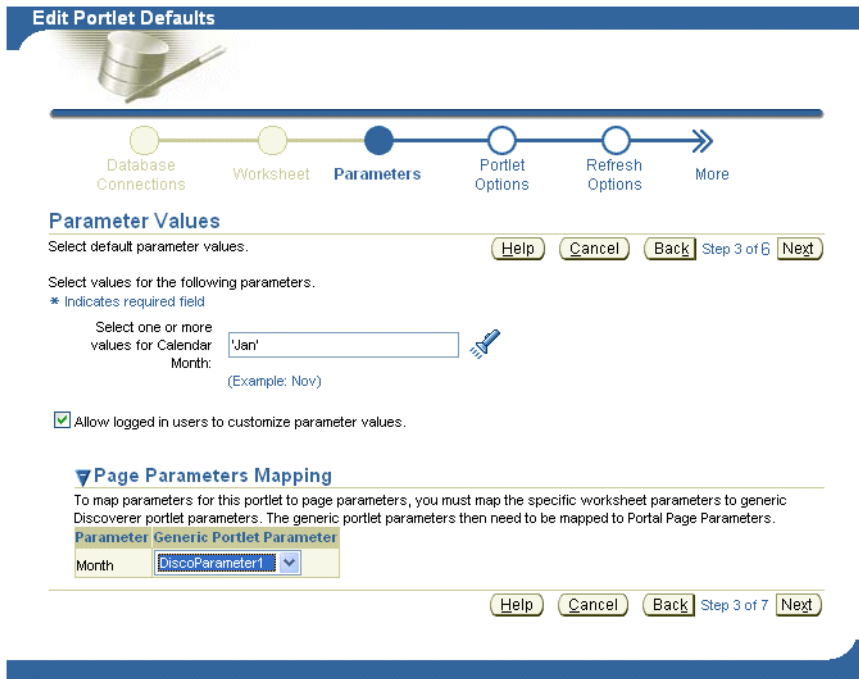 Edit Portlet Defaults
Database
Connections
Worksheet
Parameters
Portlet
Options
Refresh
Options
More
Parameter Values
Select default parameter values.
Help
Cancel
Back
Step 3 of 6
Next
Select values for the following parameters.
* Indicates required field
Select one or more
values for Calendar
Month:
'Jan'
(Example: Nov)
Allow logged in users to customize parameter values.
Page Parameters Mapping
To map parameters for this portlet to page parameters, you must map the specific worksheet parameters to generic
Discoverer portlet parameters. The generic portlet parameters then need to be mapped to Portal Page Parameters.
Parameter Generic Portlet Parameter
Month DiscoParameter1
Help
Cancel
Back
Step 3 of 7
Next